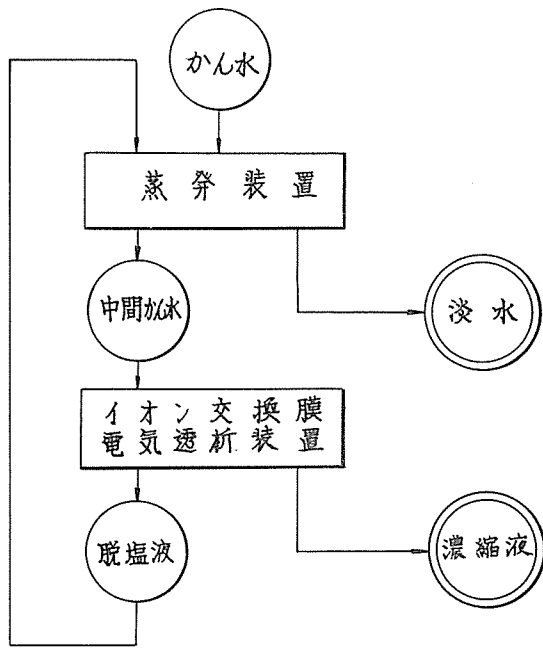 かん水
蒸発装置
中間かん水
淡水
イオン交換膜
電気透析装置
脱塩液
濃縮液